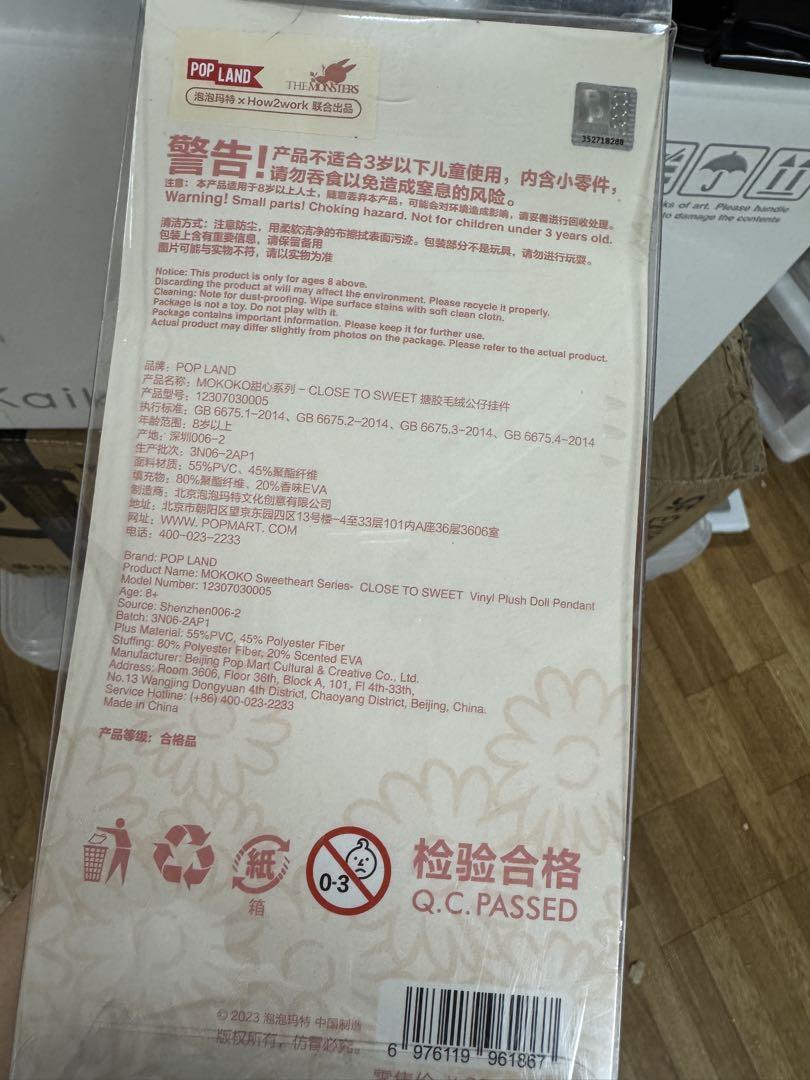 POP LAND
THE MONSTERS
泡泡玛特 × How2work 联合出品
352718288
警告！产品不适合3岁以下儿童使用，内含小零件，
请勿吞食以免造成窒息的风险。
注意：本产品适用于8岁以上人士，随意丢弃本产品，可能会对环境造成影响，请妥善进行回收处理。
Warning! Small parts! Choking hazard. Not for children under 3 years old.
清洁方式：注意防尘，用柔软洁净的布擦拭表面污迹。包装部分不是玩具，请勿进行玩耍。
包装上含有重要信息，请保留备用
图片可能与实物不符，请以实物为准
Notice: This product is only for ages 8 above.
Discarding the product at will may affect the environment. Please recycle it properly.
Cleaning: Note for dust-proofing. Wipe surface stains with soft clean clotn.
Package is not a toy. Do not play with it.
Package contains important information. Please keep it for further use.
Actual product may differ slightly from photos on the package. Please refer to the actual product.
品牌：POP LAND
产品名称：MOKOKO甜心系列 - CLOSE TO SWEET 搪胶毛绒公仔挂件
产品型号：12307030005
执行标准：GB 6675.1-2014、GB 6675.2-2014、GB 6675.3-2014、GB 6675.4-2014
年龄范围：8岁以上
产地：深圳006-2
生产批次：3N06-2AP1
面料材质：55%PVC、45%聚酯纤维
填充物：80%聚酯纤维、20%香味EVA
制造商：北京泡泡玛特文化创意有限公司
地址：北京市朝阳区望京东园四区13号楼-4至33层101内A座36层3606室
网址：WWW. POPMART. COM
电话：400-023-2233
Brand: POP LAND
Product Name: MOKOKO Sweetheart Series- CLOSE TO SWEET Vinyl Plush Doll Pendant
Model Number: 12307030005
Age: 8+
Source: Shenzhen006-2
Batch: 3N06-2AP1
Plus Material: 55%PVC, 45% Polyester Fiber
Stuffing: 80% Polyester Fiber, 20% Scented EVA
Manufacturer: Beijing Pop Mart Cultural & Creative Co., Ltd.
Address: Room 3606, Floor 36th, Block A, 101, Fl 4th-33th,
No.13 Wangjing Dongyuan 4th District, Chaoyang District, Beijing, China.
Service Hotline: (+86) 400-023-2233
Made in China
产品等级：合格品
紙
箱
0-3
检验合格
Q.C. PASSED
© 2023 泡泡玛特 中国制造
版权所有，仿冒必究。
6 976119 961867
零售价
ks of art. Please handle
to damage the contents
Kaik